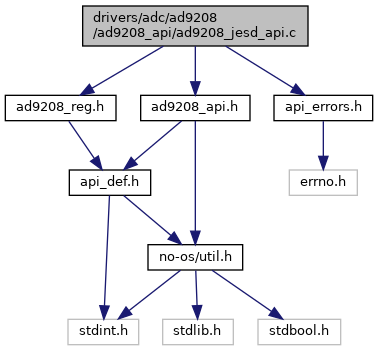 drivers/adc/ad9208
/ad9208_api/ad9208_jesd_api.c
ad9208_reg.h
ad9208_api.h
api_errors.h
api_def.h
errno.h
no-os/util.h
stdint.h
stdlib.h
stdbool.h